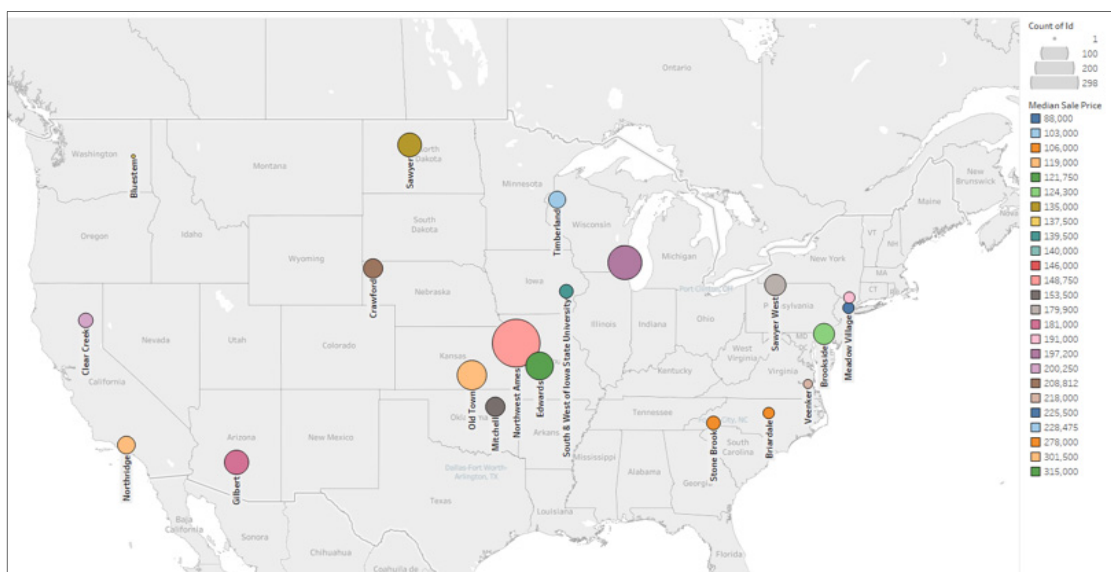 Count of Id
1
100
200
298
Median Sale Price
88,000
103,000
106,000
119,000
121,750
124,300
135,000
137,500
139,500
140,000
146,000
148,750
153,500
179,900
181,000
191,000
197,200
200,250
208,812
218,000
225,500
228,475
278,000
301,500
315,000
Ontario
Washington
Montana
North
Dakota
Minnesota
Wisconsin
Michigan
New York
VT
NH
Maine
New
Brunswick
MA
CT
Oregon
Idaho
Wyoming
South
Dakota
Nebraska
Iowa
Illinois
Indiana
Ohio
Port Clinton, OH
MD
West
Virginia
Virginia
Kentucky
Nevada
Utah
Colorado
Kansas
California
Arizona
New Mexico
Arkans
Tennessee
South
Carolina
Mississippi
Alabama
Georgia
Dallas Fort Worth-
Arlington, TX
Texas
Louisiana
Florida
Baja
California
Sonora
Chihuahua
Coahuila de
Bluestem
Sawyer
Timberland
Crawford
Clear Creek
South & West of Iowa State University
Sawyer West
Meadow Village
Brookside
Northwest Ames
Edwards
Old Town
Mitchell
Veenker
Briardale
Stone Brook
Northridge
Gilbert